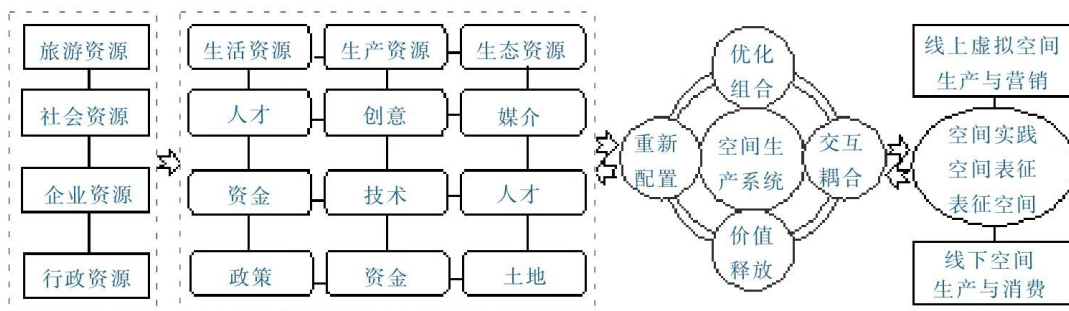 旅游资源
社会资源
企业资源
行政资源
生活资源
生产资源
生态资源
人才
创意
媒介
资金
技术
人才
政策
资金
土地
优化
组合
重新
配置
空间生
产系统
交互
耦合
价值
释放
线上虚拟空间
生产与营销
空间实践
空间表征
表征空间
线下空间
生产与消费